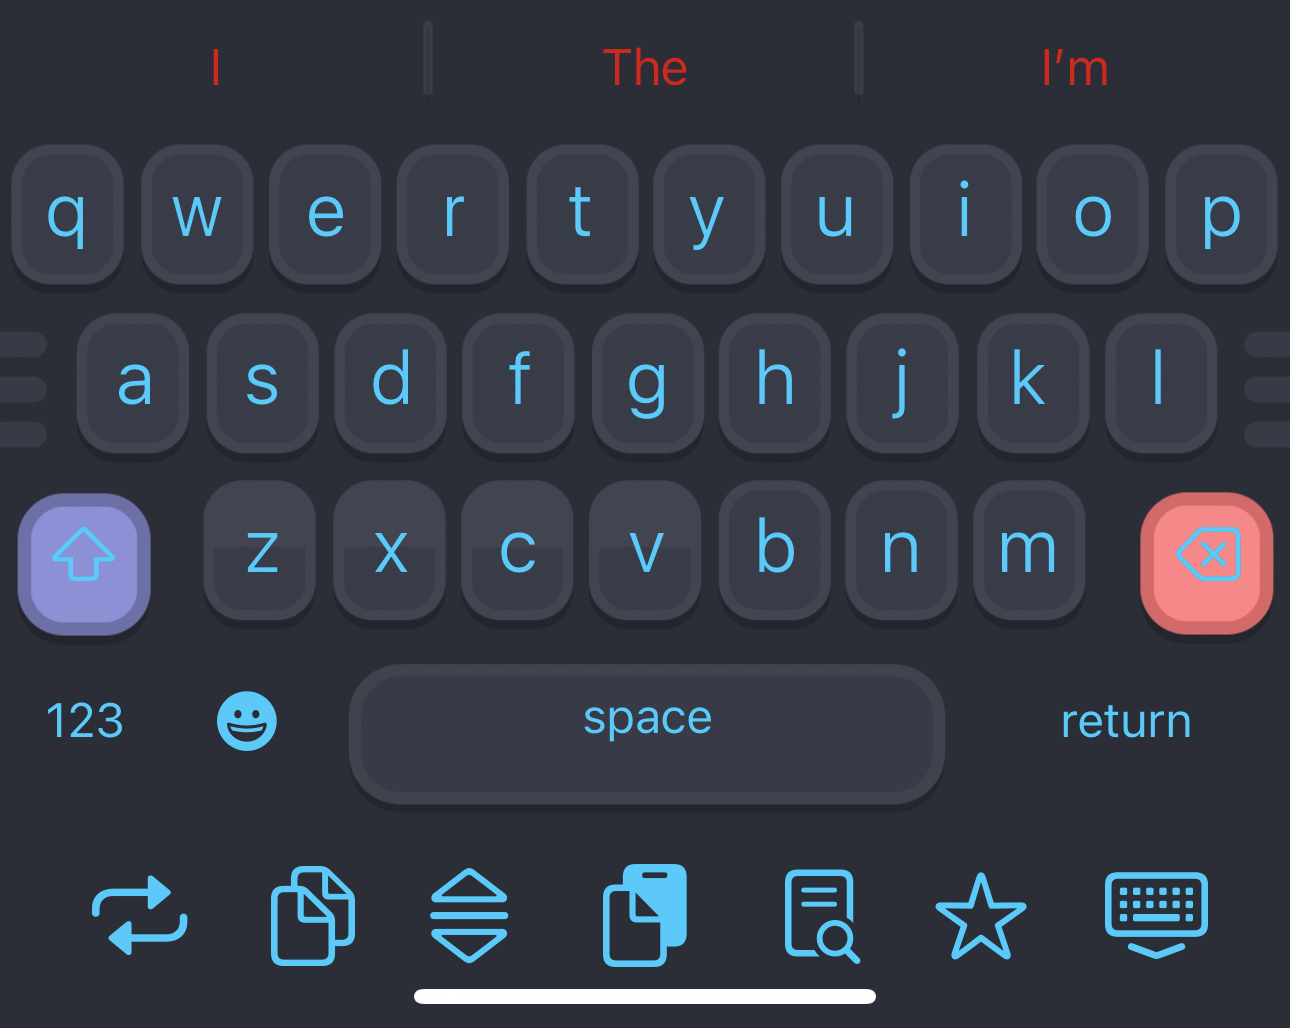 I The I’m
q w e r t y u i o p
a s d f g h j k l
z x c v b n m
123 space return